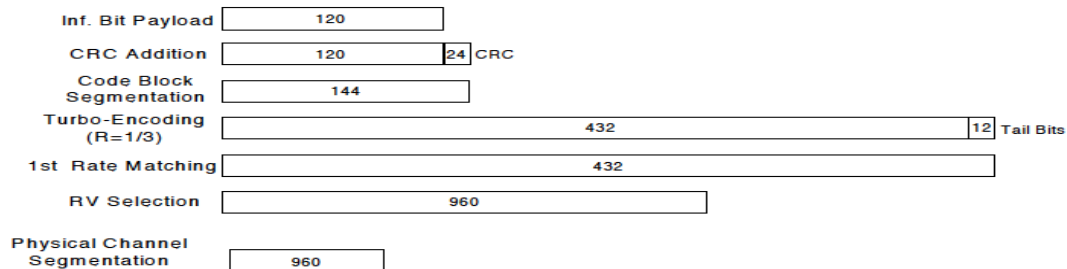 Inf. Bit Payload 120
CRC Addition 120 24 CRC
Code Block
Segmentation 144
Turbo-Encoding
(R=1/3) 432 12 Tail Bits
1st Rate Matching 432
RV Selection 960
Physical Channel
Segmentation 960